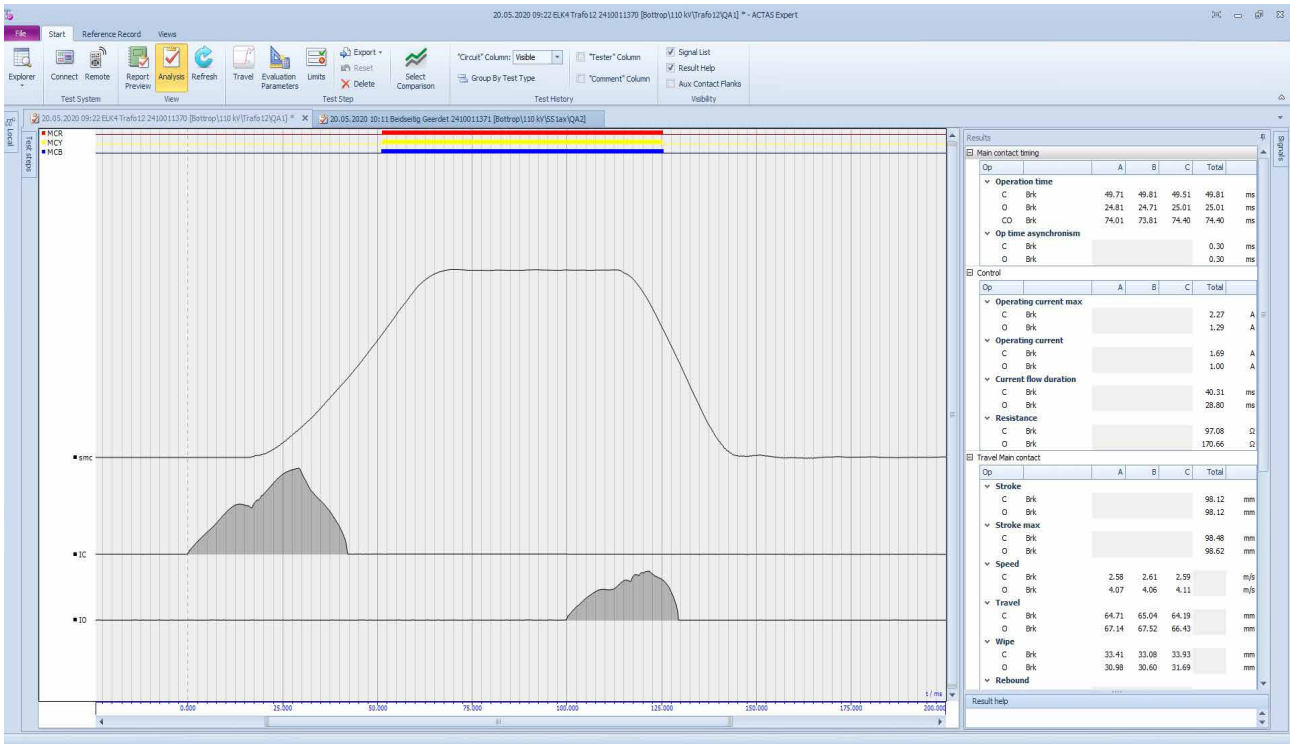 20.05.2020 09:22 ELK4 Trafo12 2410011370 [Bottrop\110 kV\Trafo12\QA1] * - ACTAS Expert
File Start Reference Record Views
Explorer Connect Remote Report Preview Analysis Refresh Travel Evaluation Parameters Limits Export Reset Delete Select Comparison
"Circuit" Column: Visible "Tester" Column Signal List
Group By Test Type "Comment" Column Result Help
Aux Contact Flanks
Test System View Test Step Test History Visibility
20.05.2020 09:22 ELK4 Trafo12 2410011370 [Bottrop\110 kV\Trafo12\QA1] * 20.05.2020 10:11 Beidseitig Geerdet 2410011371 [Bottrop\110 kV\SS1ax\QA2]
Local
Test steps
Signals
MCR
MCY
MCB
smc
IC
IO
t / ms
0.000 25.000 50.000 75.000 100.000 125.000 150.000 175.000 200.000
Results
Main contact timing
Op A B C Total
Operation time
C Brk 49.71 49.81 49.51 49.81 ms
O Brk 24.81 24.71 25.01 25.01 ms
CO Brk 74.01 73.81 74.40 74.40 ms
Op time asynchronism
C Brk 0.30 ms
O Brk 0.30 ms
Control
Op A B C Total
Operating current max
C Brk 2.27 A
O Brk 1.29 A
Operating current
C Brk 1.69 A
O Brk 1.00 A
Current flow duration
C Brk 40.31 ms
O Brk 28.80 ms
Resistance
C Brk 97.08 Ω
O Brk 170.66 Ω
Travel Main contact
Op A B C Total
Stroke
C Brk 98.12 mm
O Brk 98.12 mm
Stroke max
C Brk 98.48 mm
O Brk 98.62 mm
Speed
C Brk 2.58 2.61 2.59 m/s
O Brk 4.07 4.06 4.11 m/s
Travel
C Brk 64.71 65.04 64.19 mm
O Brk 67.14 67.52 66.43 mm
Wipe
C Brk 33.41 33.08 33.93 mm
O Brk 30.98 30.60 31.69 mm
Rebound
Result help